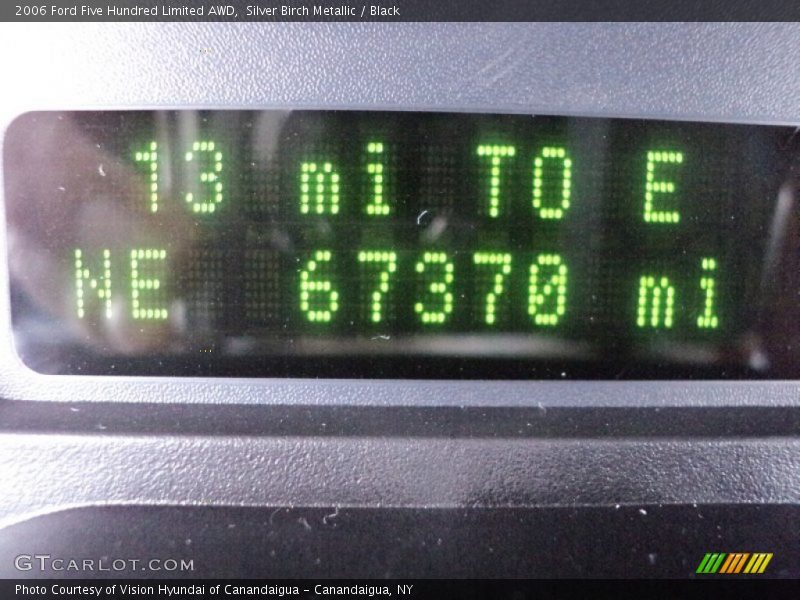 2006 Ford Five Hundred Limited AWD, Silver Birch Metallic / Black
13 mi TO E
NE 67370 mi
GTCARLOT.COM
Photo Courtesy of Vision Hyundai of Canandaigua - Canandaigua, NY